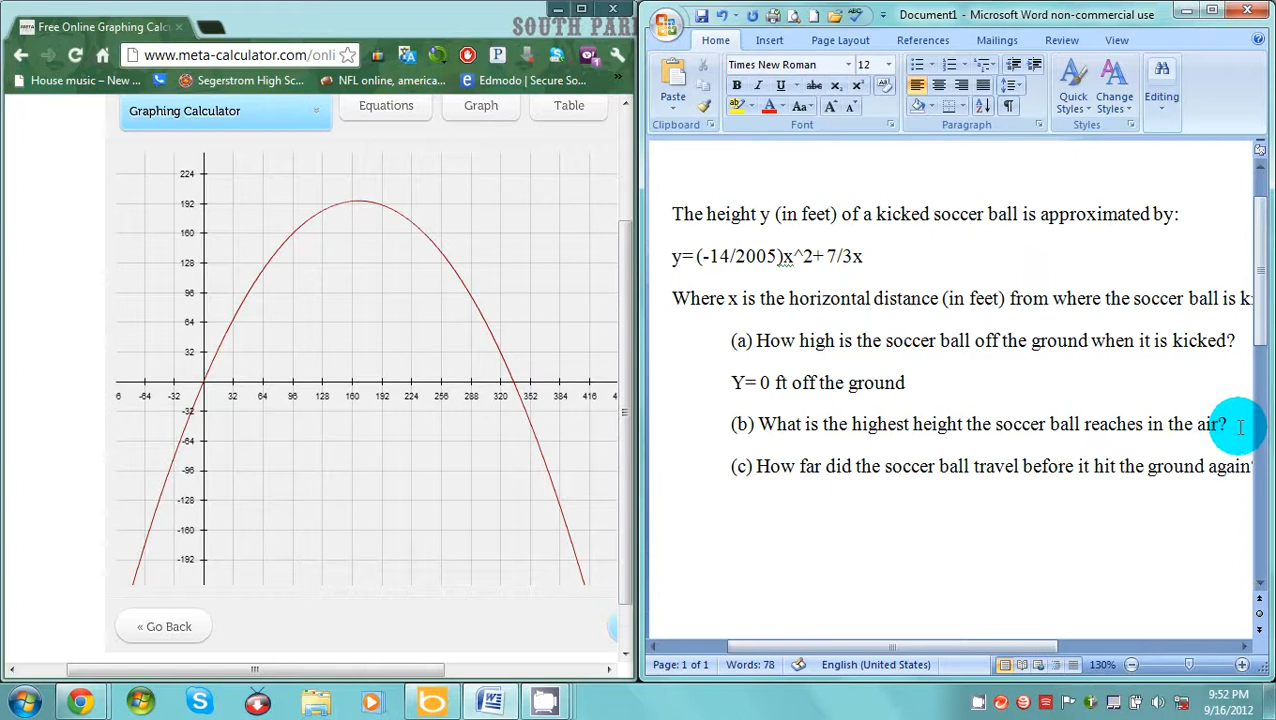 SOUTH PAR
Free Online Graphing Calc
www.meta-calculator.com/onli
House music – New ...
Segerstrom High Sc...
NFL online, america...
Edmodo | Secure So...
Graphing Calculator
Equations
Graph
Table
224
192
160
128
96
64
32
6 -64 -32 32 64 96 128 160 192 224 256 288 320 352 384 416 4
-32
-64
-96
-128
-160
-192
« Go Back
Document1 - Microsoft Word non-commercial use
Home Insert Page Layout References Mailings Review View
Times New Roman 12
Paste
Quick Styles
Change Styles
Editing
Clipboard Font Paragraph Styles
The height y (in feet) of a kicked soccer ball is approximated by:
y= (-14/2005)x^2+ 7/3x
Where x is the horizontal distance (in feet) from where the soccer ball is ki
(a) How high is the soccer ball off the ground when it is kicked?
Y= 0 ft off the ground
(b) What is the highest height the soccer ball reaches in the air?
(c) How far did the soccer ball travel before it hit the ground again?
Page: 1 of 1 Words: 78 English (United States) 130%
9:52 PM
9/16/2012